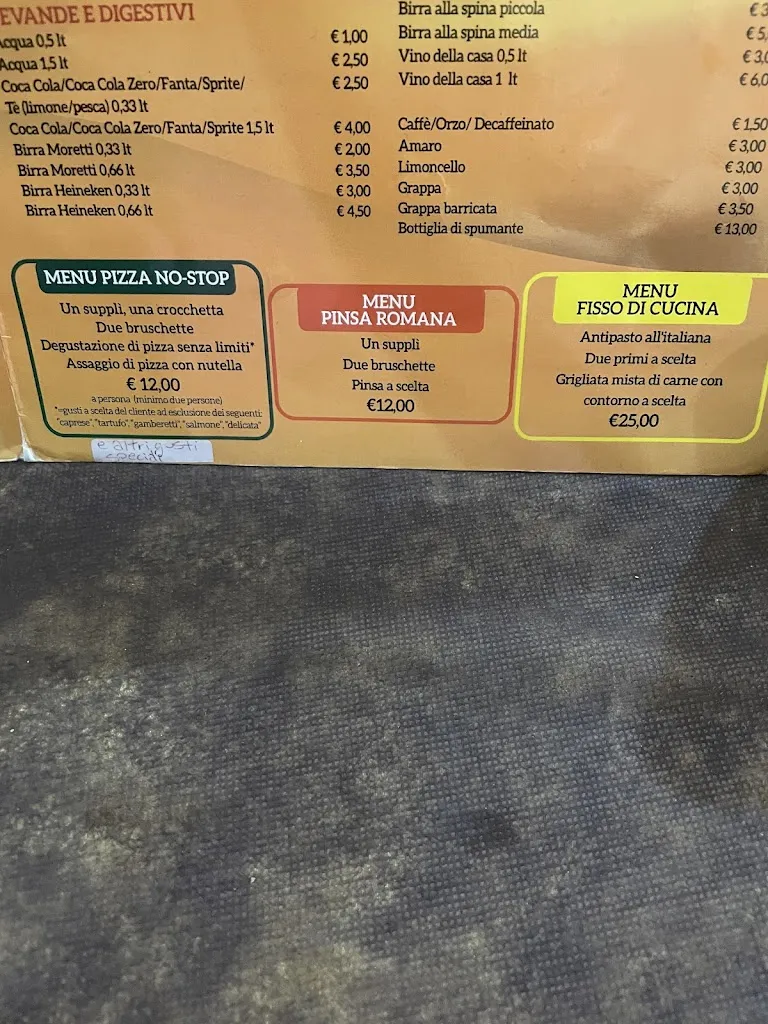 EVANDE E DIGESTIVI
Acqua 0,5 lt € 1,00
Acqua 1,5 lt € 2,50
Coca Cola/Coca Cola Zero/Fanta/Sprite/ € 2,50
Te (limone/pesca) 0,33 lt
Coca Cola/Coca Cola Zero/Fanta/Sprite 1,5 lt € 4,00
Birra Moretti 0,33 lt € 2,00
Birra Moretti 0,66 lt € 3,50
Birra Heineken 0,33 lt € 3,00
Birra Heineken 0,66 lt € 4,50
Birra alla spina piccola € 3
Birra alla spina media € 5,
Vino della casa 0,5 lt € 3,0
Vino della casa 1 lt € 6,0
Caffè/Orzo/ Decaffeinato € 1,50
Amaro € 3,00
Limoncello € 3,00
Grappa € 3,00
Grappa barricata € 3,50
Bottiglia di spumante € 13,00
MENU PIZZA NO-STOP
Un supplì, una crocchetta
Due bruschette
Degustazione di pizza senza limiti*
Assaggio di pizza con nutella
€ 12,00
a persona (minimo due persone)
*=gusti a scelta del cliente ad esclusione dei seguenti:
"caprese", "tartufo", "gamberetti", "salmone", "delicata"
e altri gusti
speciali
MENU
PINSA ROMANA
Un supplì
Due bruschette
Pinsa a scelta
€12,00
MENU
FISSO DI CUCINA
Antipasto all'italiana
Due primi a scelta
Grigliata mista di carne con
contorno a scelta
€25,00